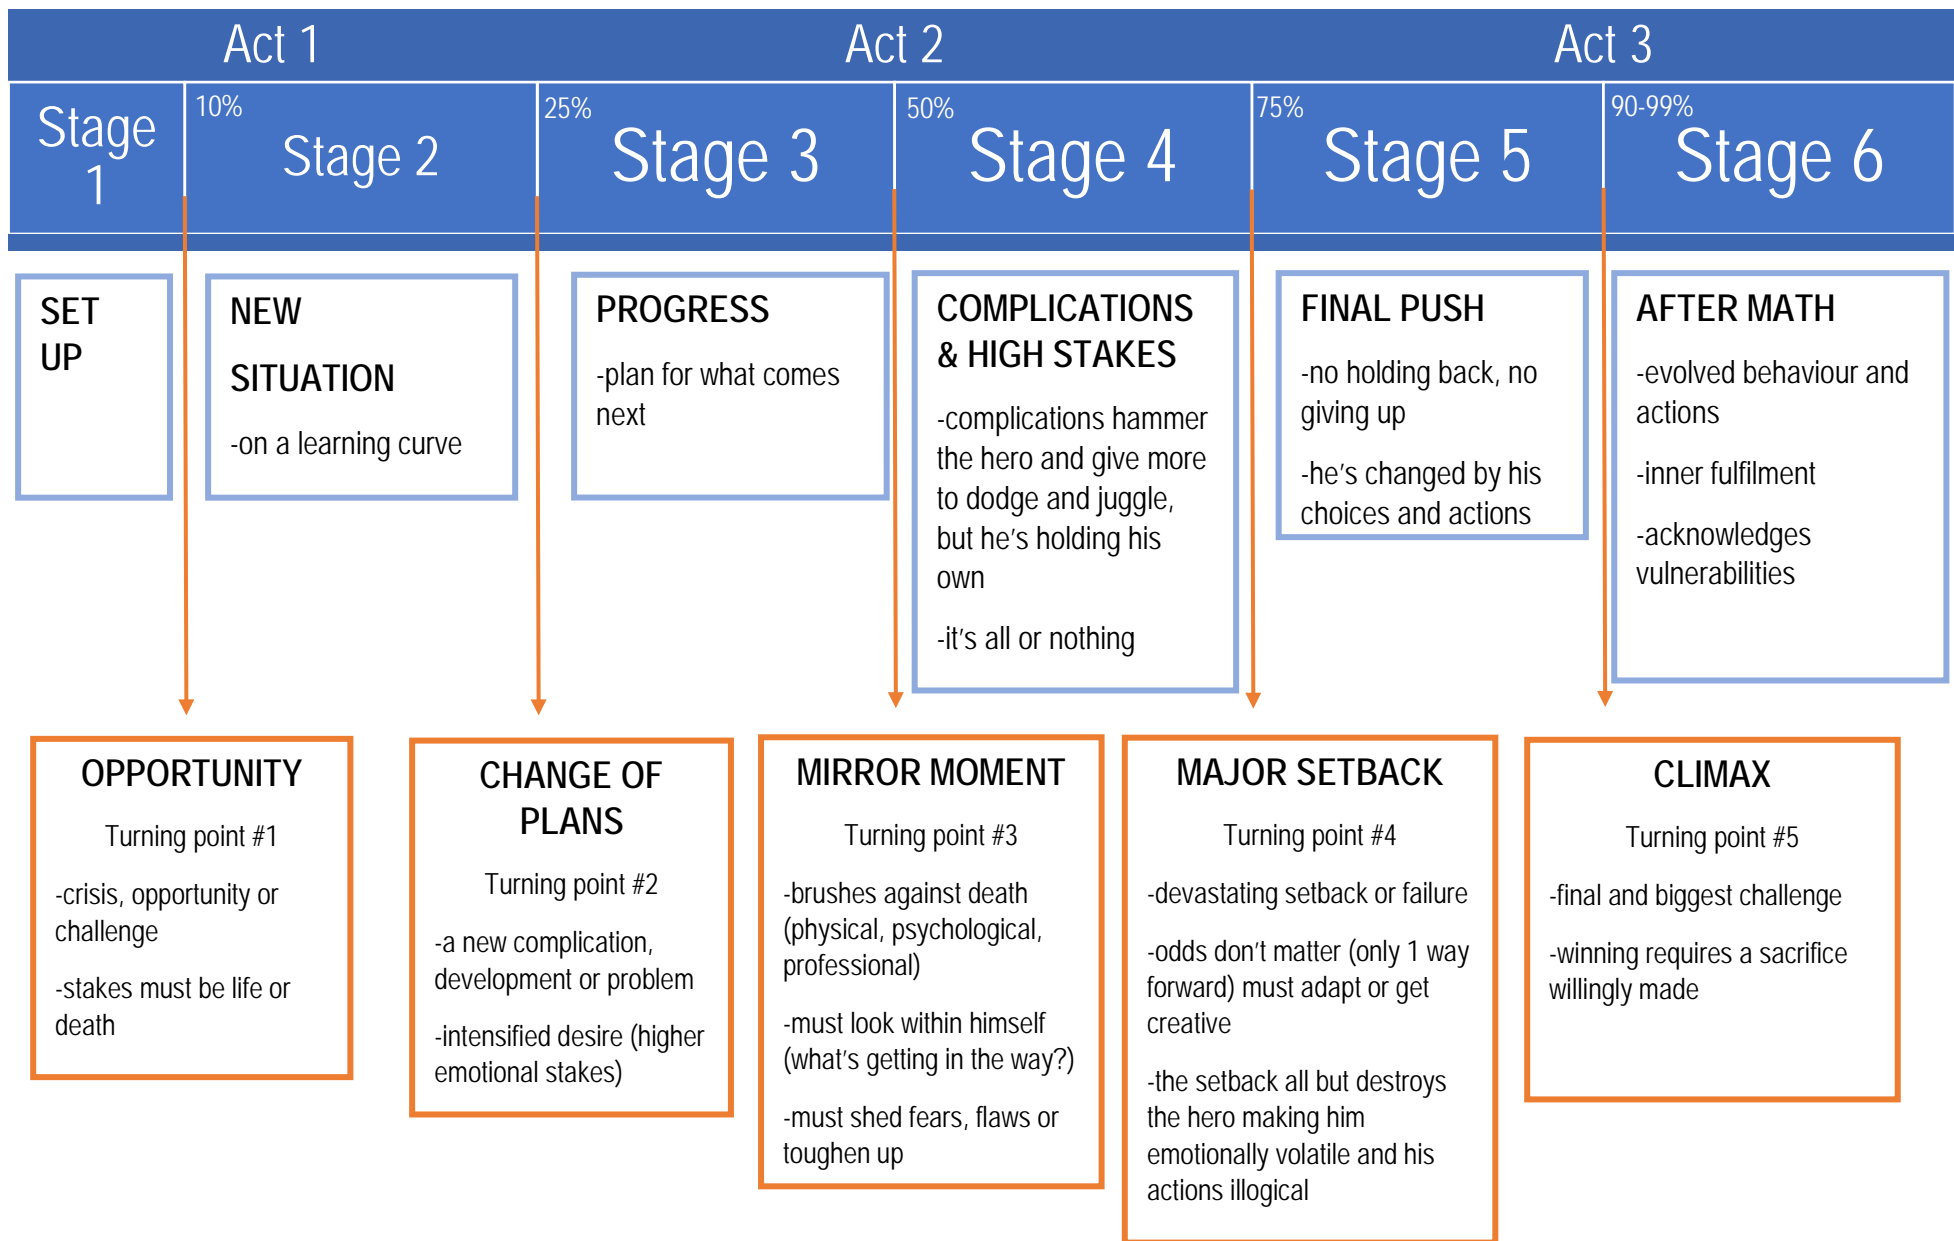 Act 1
Act 2
Act 3
Stage
1
10%
Stage 2
25%
Stage 3
50%
Stage 4
75%
Stage 5
90-99%
Stage 6
SET
UP
NEW
SITUATION
-on a learning curve
PROGRESS
-plan for what comes
next
COMPLICATIONS
& HIGH STAKES
-complications hammer
the hero and give more
to dodge and juggle,
but he's holding his
own
-it's all or nothing
FINAL PUSH
-no holding back, no
giving up
-he's changed by his
choices and actions
AFTER MATH
-evolved behaviour and
actions
-inner fulfilment
-acknowledges
vulnerabilities
OPPORTUNITY
Turning point #1
-crisis, opportunity or
challenge
-stakes must be life or
death
CHANGE OF
PLANS
Turning point #2
-a new complication,
development or problem
-intensified desire (higher
emotional stakes)
MIRROR MOMENT
Turning point #3
-brushes against death
(physical, psychological,
professional)
-must look within himself
(what's getting in the way?)
-must shed fears, flaws or
toughen up
MAJOR SETBACK
Turning point #4
-devastating setback or failure
-odds don't matter (only 1 way
forward) must adapt or get
creative
-the setback all but destroys
the hero making him
emotionally volatile and his
actions illogical
CLIMAX
Turning point #5
-final and biggest challenge
-winning requires a sacrifice
willingly made